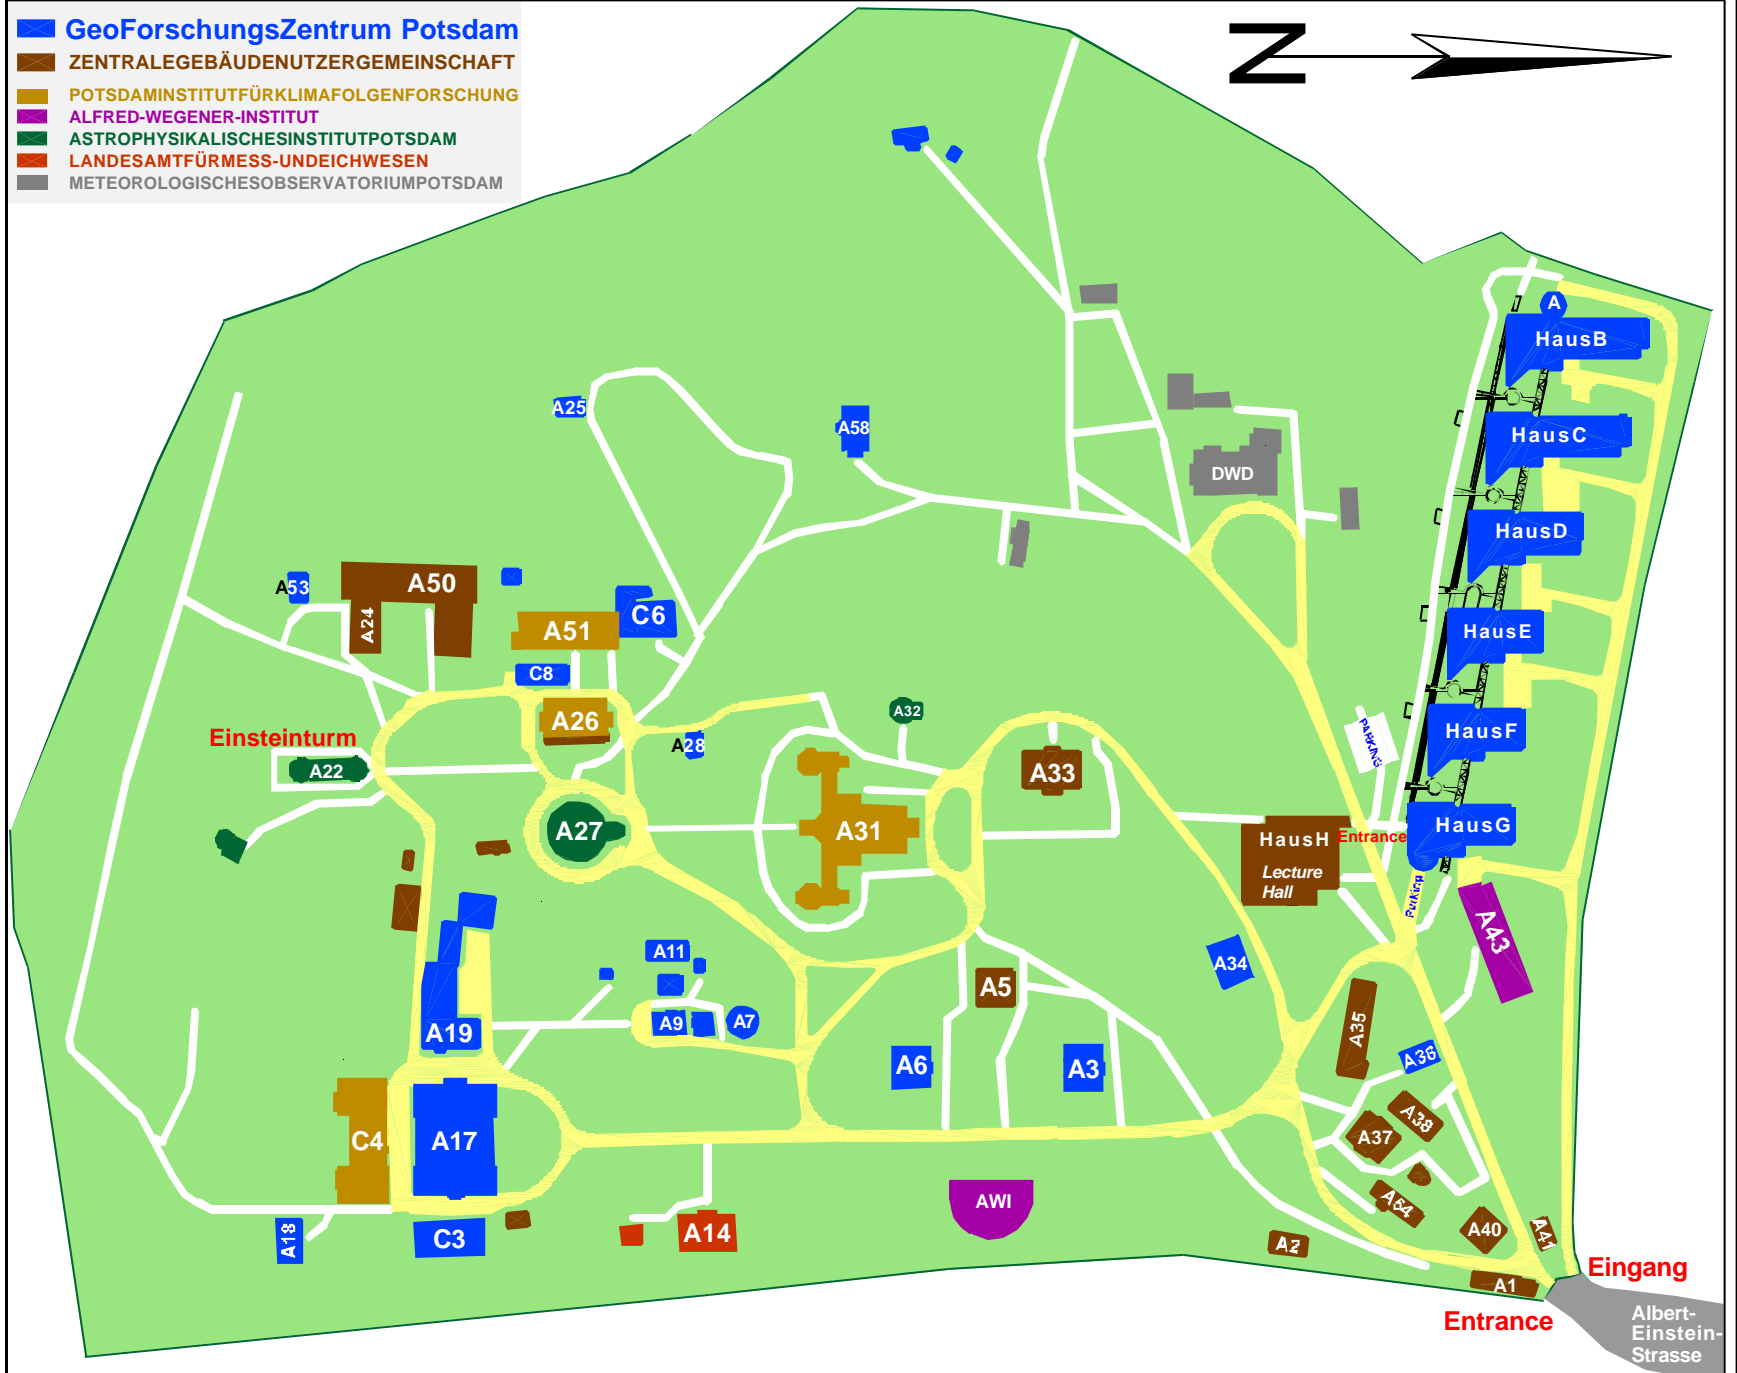 GeoForschungsZentrum Potsdam
ZENTRALEGEBÄUDENUTZERGEMEINSCHAFT
POTSDAMINSTITUTFÜRKLIMAFOLGENFORSCHUNG
ALFRED-WEGENER-INSTITUT
ASTROPHYSIKALISCHESINSTITUTPOTSDAM
LANDESAMTFÜRMESS-UNDEICHWESEN
METEOROLOGISCHESOBSERVATORIUMPOTSDAM
N
A
HausB
A25
A58
HausC
DWD
HausD
A53
A50
A24
A51
C6
HausE
C8
A26
A32
Einsteinturm
A28
PARKING
HausF
A22
A33
A27
A31
HausH
Entrance
HausG
Lecture
Hall
Parking
A43
A11
A34
A5
A19
A9
A7
A35
A36
A6
A3
A38
A37
C4
A17
AWI
A64
A18
C3
A14
A2
A40
A41
A1
Eingang
Entrance
Albert-
Einstein-
Strasse